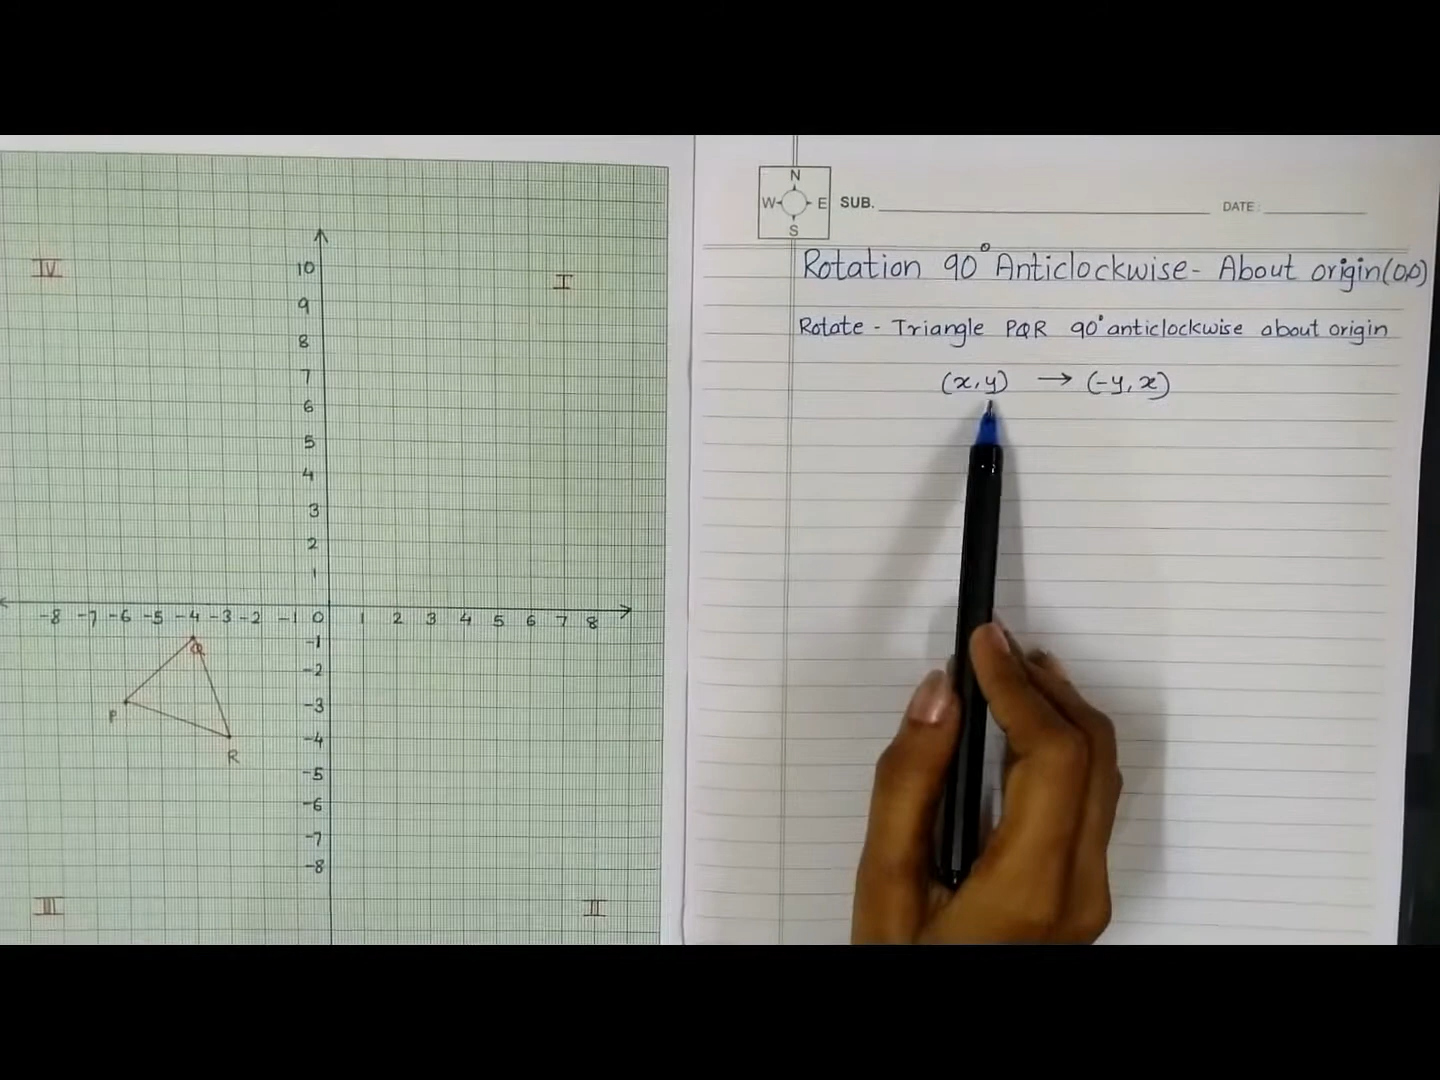 N
W E SUB. DATE :
S
Rotation 90° Anticlockwise - About origin (0,0)
Rotate - Triangle PQR 90° anticlockwise about origin
(x,y) → (-y, x)
IV
I
10
9
8
7
6
5
4
3
2
1
-8 -7 -6 -5 -4 -3 -2 -1 0 1 2 3 4 5 6 7 8
-1
Q
-2
-3
P
-4
R
-5
-6
-7
-8
III
II